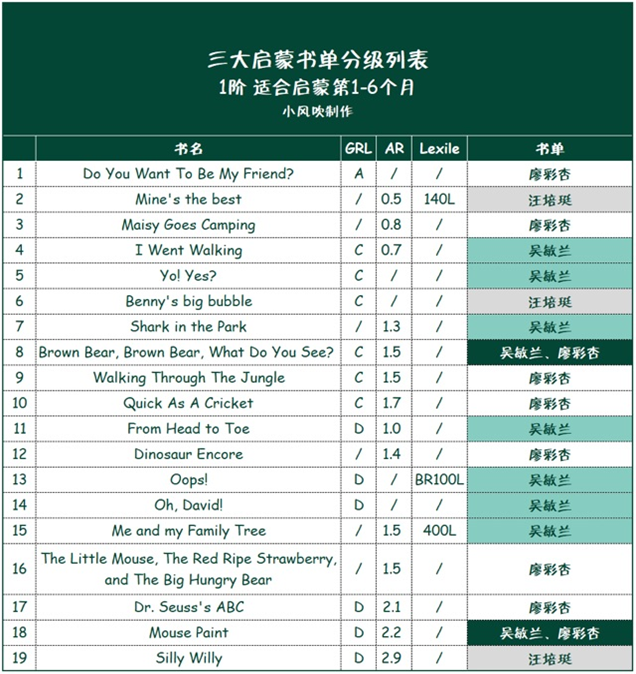 三大启蒙书单分级列表
1阶 适合启蒙第1-6个月
小风吹制作
书名 GRL AR Lexile 书单
1 Do You Want To Be My Friend? A / / 廖彩杏
2 Mine's the best / 0.5 140L 汪培珽
3 Maisy Goes Camping / 0.8 / 廖彩杏
4 I Went Walking C 0.7 / 吴敏兰
5 Yo! Yes? C / / 吴敏兰
6 Benny's big bubble C / / 汪培珽
7 Shark in the Park / 1.3 / 吴敏兰
8 Brown Bear, Brown Bear, What Do You See? C 1.5 / 吴敏兰、廖彩杏
9 Walking Through The Jungle C 1.5 / 廖彩杏
10 Quick As A Cricket C 1.7 / 廖彩杏
11 From Head to Toe D 1.0 / 吴敏兰
12 Dinosaur Encore / 1.4 / 廖彩杏
13 Oops! D / BR100L 吴敏兰
14 Oh, David! D / / 吴敏兰
15 Me and my Family Tree / 1.5 400L 吴敏兰
16 The Little Mouse, The Red Ripe Strawberry,
and The Big Hungry Bear / 1.5 / 廖彩杏
17 Dr. Seuss's ABC D 2.1 / 廖彩杏
18 Mouse Paint D 2.2 / 吴敏兰、廖彩杏
19 Silly Willy D 2.9 / 汪培珽